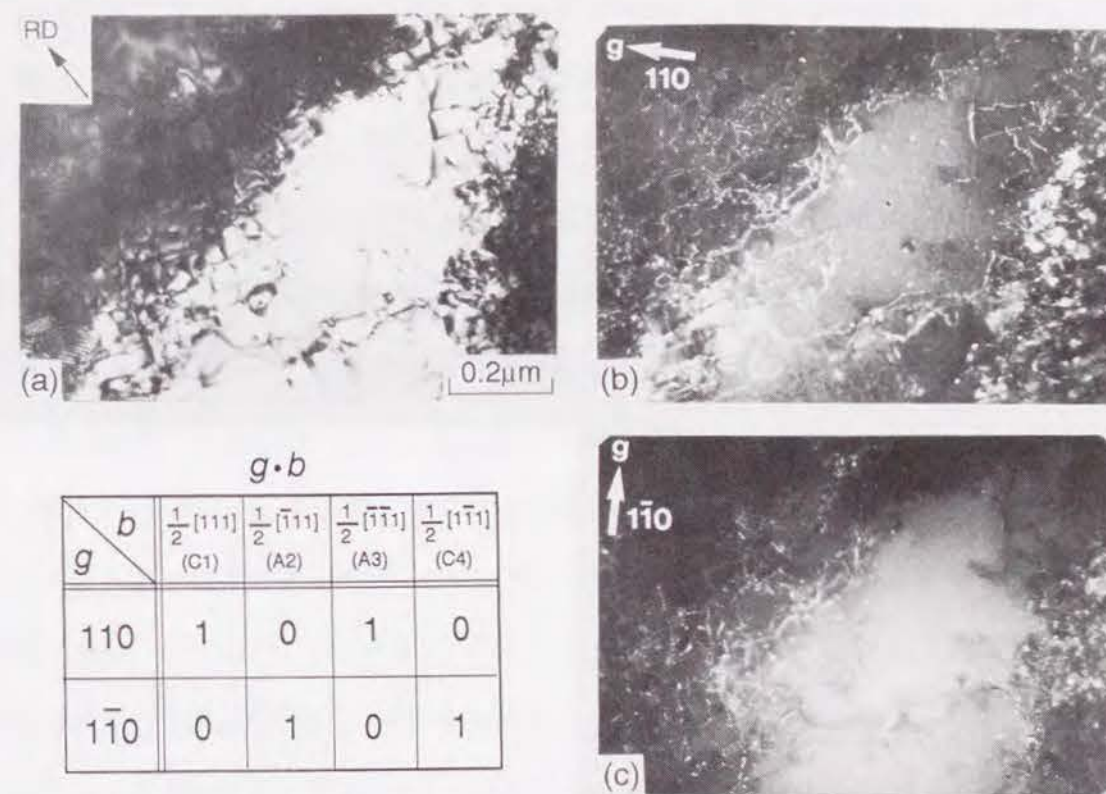 RD
(a)
0.2μm
g
110
(b)
g • b
b
g
1/2 [111] (C1)
1/2 [1̄11] (A2)
1/2 [1̄1̄1] (A3)
1/2 [11̄1] (C4)
110 1 0 1 0
11̄0 0 1 0 1
g
11̄0
(c)